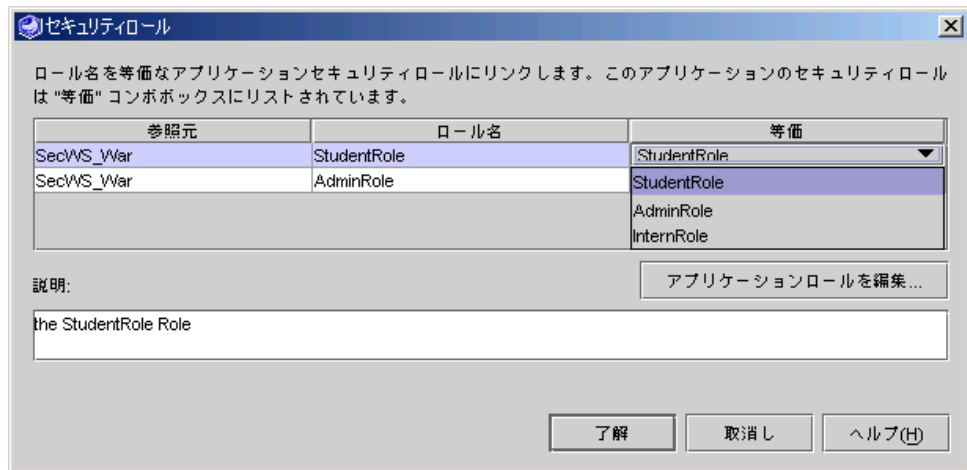 セキュリティロール
ロール名を等価なアプリケーションセキュリティロールにリンクします。このアプリケーションのセキュリティロール
は "等価" コンボボックスにリストされています。
参照元 ロール名 等価
SecWS_War StudentRole StudentRole
SecWS_War AdminRole StudentRole
AdminRole
InternRole
説明: アプリケーションロールを編集...
the StudentRole Role
了解 取消し ヘルプ(H)